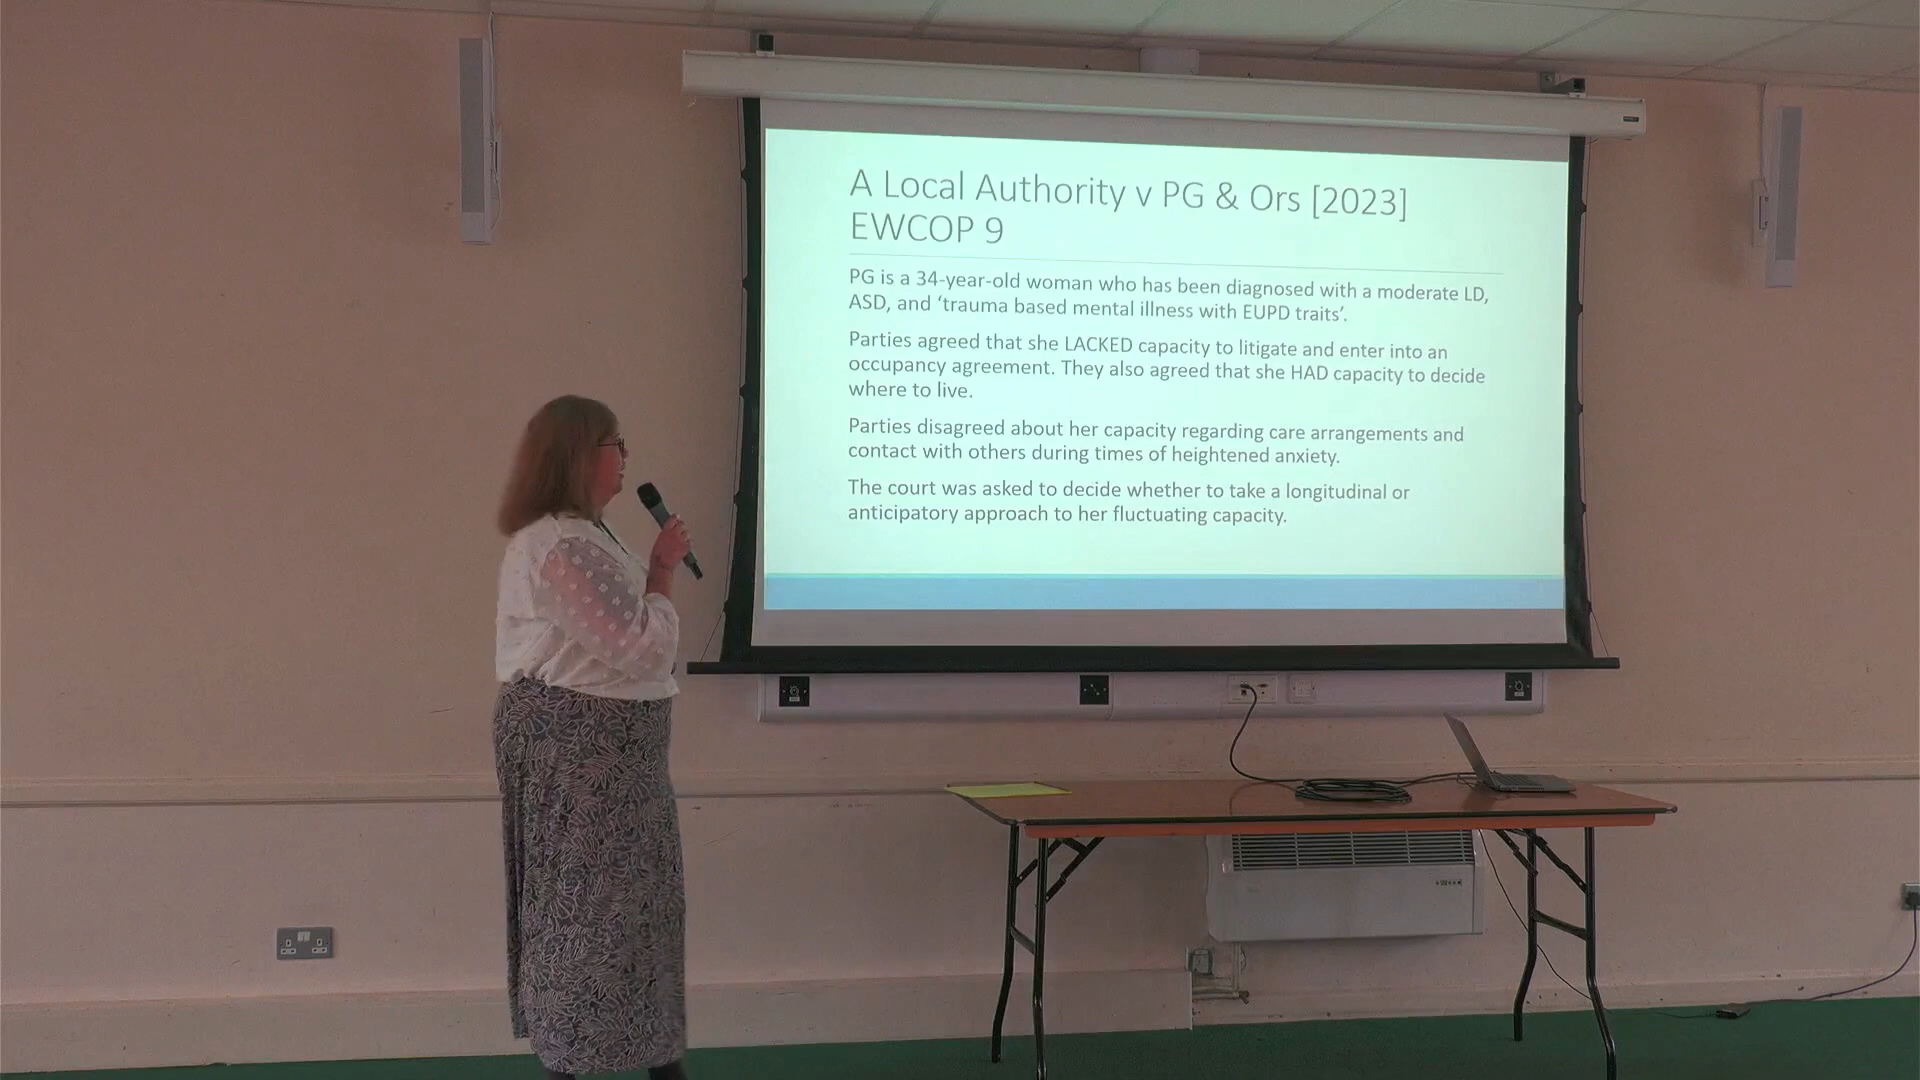 A Local Authority v PG & Ors [2023]
EWCOP 9
PG is a 34-year-old woman who has been diagnosed with a moderate LD,
ASD, and ‘trauma based mental illness with EUPD traits’.
Parties agreed that she LACKED capacity to litigate and enter into an
occupancy agreement. They also agreed that she HAD capacity to decide
where to live.
Parties disagreed about her capacity regarding care arrangements and
contact with others during times of heightened anxiety.
The court was asked to decide whether to take a longitudinal or
anticipatory approach to her fluctuating capacity.